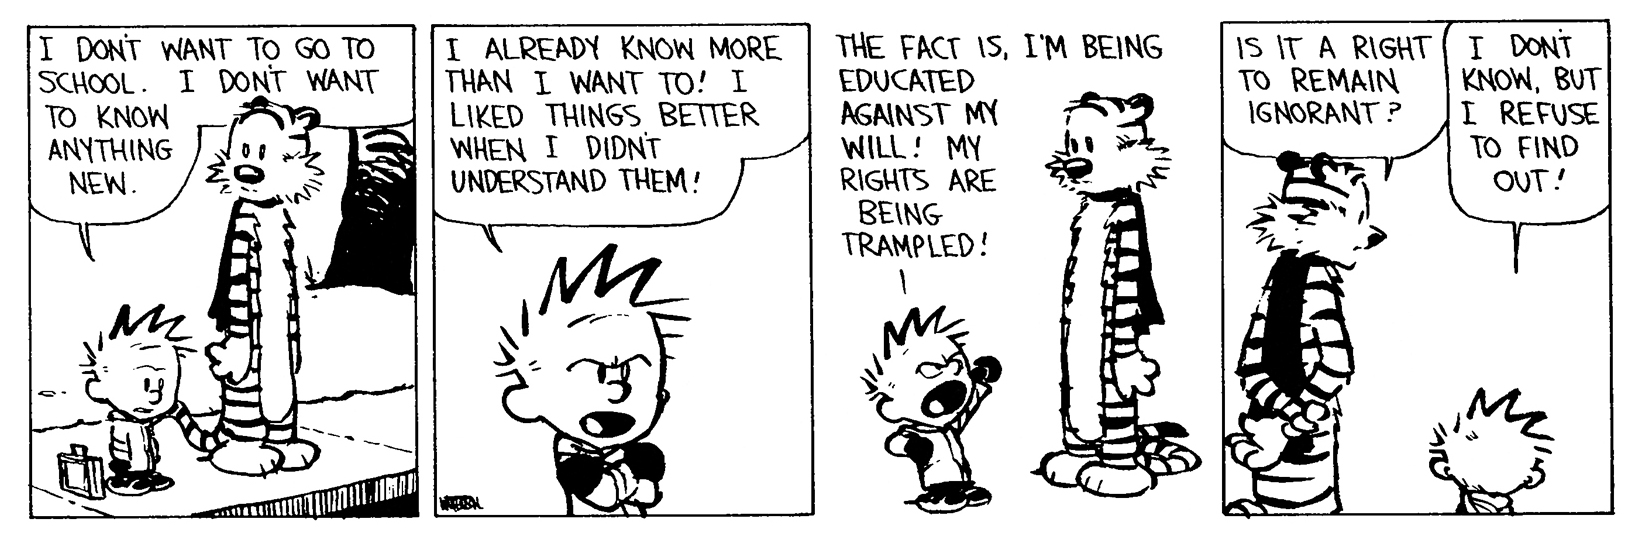 I DON'T WANT TO GO TO
SCHOOL. I DON'T WANT
TO KNOW
ANYTHING
NEW.
I ALREADY KNOW MORE
THAN I WANT TO! I
LIKED THINGS BETTER
WHEN I DIDN'T
UNDERSTAND THEM!
THE FACT IS, I'M BEING
EDUCATED
AGAINST MY
WILL! MY
RIGHTS ARE
BEING
TRAMPLED!
IS IT A RIGHT
TO REMAIN
IGNORANT?
I DON'T
KNOW, BUT
I REFUSE
TO FIND
OUT!